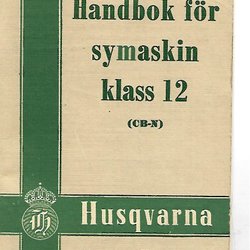 Handbok för
symaskin
klass 12
(CB-N)
Husqvarna